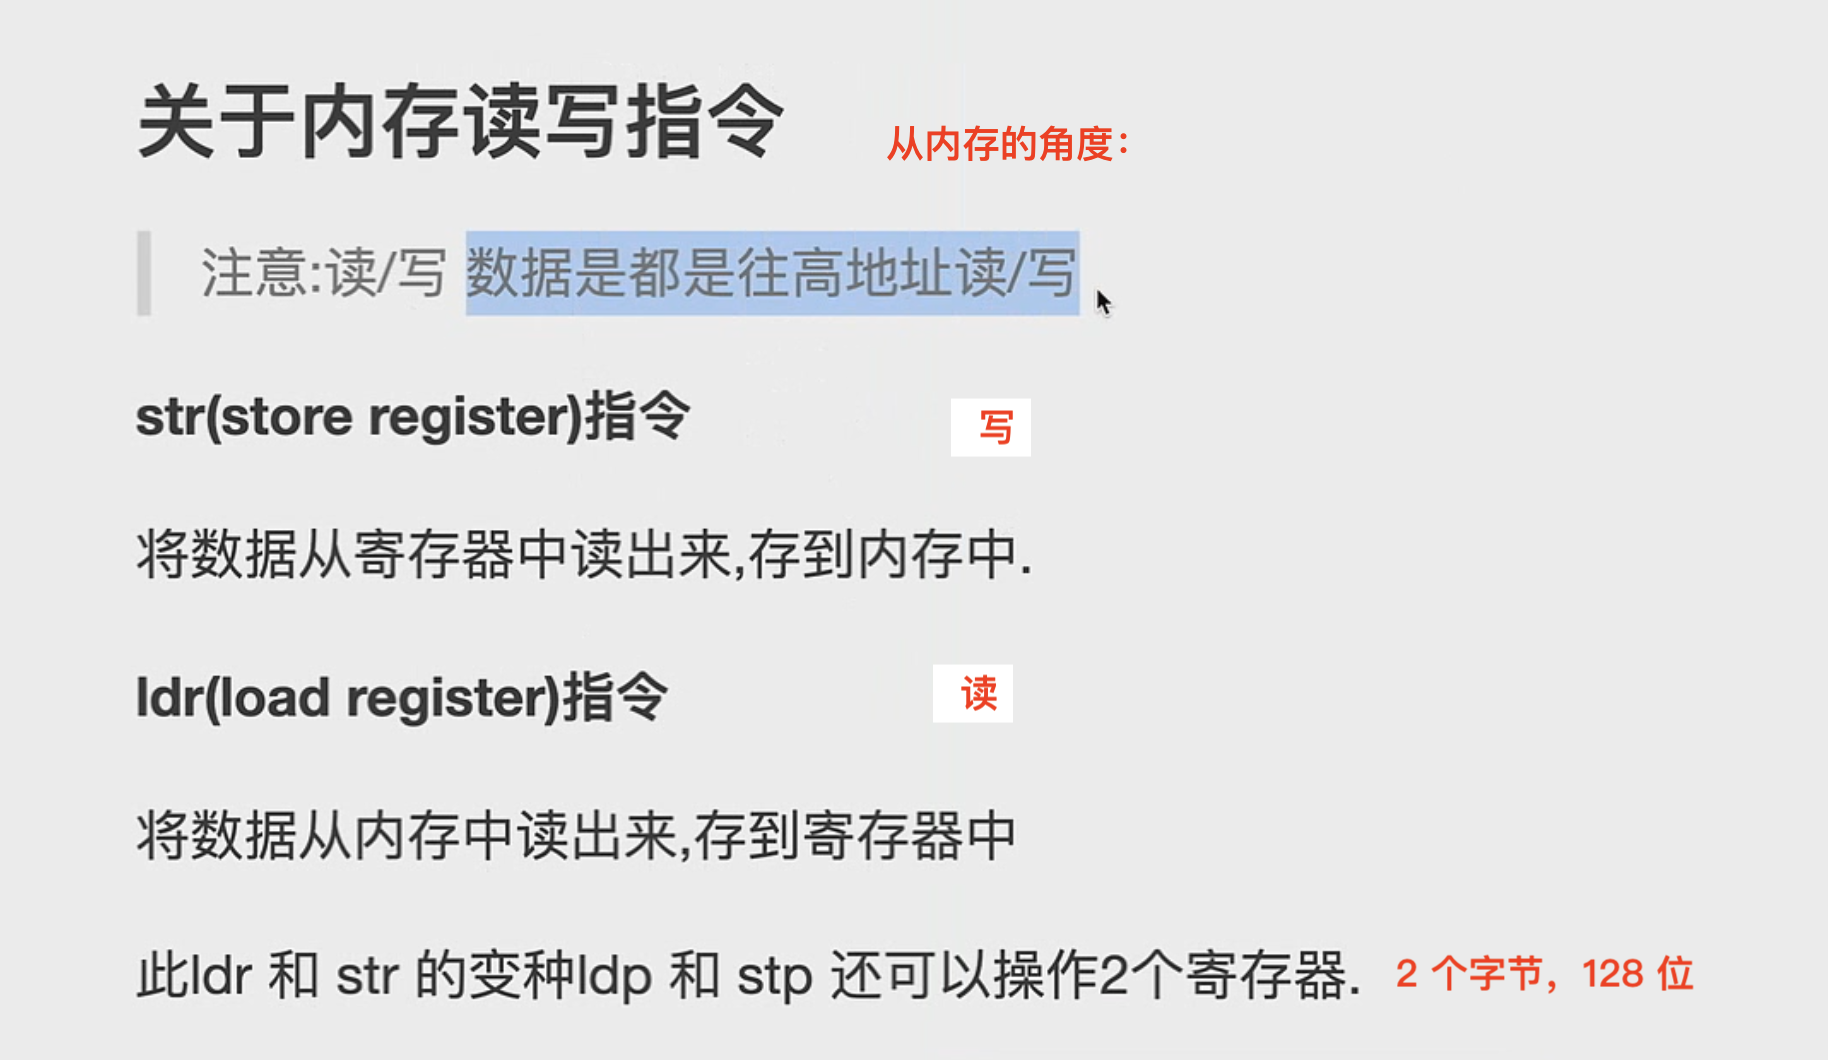 关于内存读写指令
从内存的角度：
注意:读/写 数据是都是往高地址读/写
str(store register)指令
写
将数据从寄存器中读出来,存到内存中.
ldr(load register)指令
读
将数据从内存中读出来,存到寄存器中
此ldr 和 str 的变种ldp 和 stp 还可以操作2个寄存器.
2 个字节，128 位